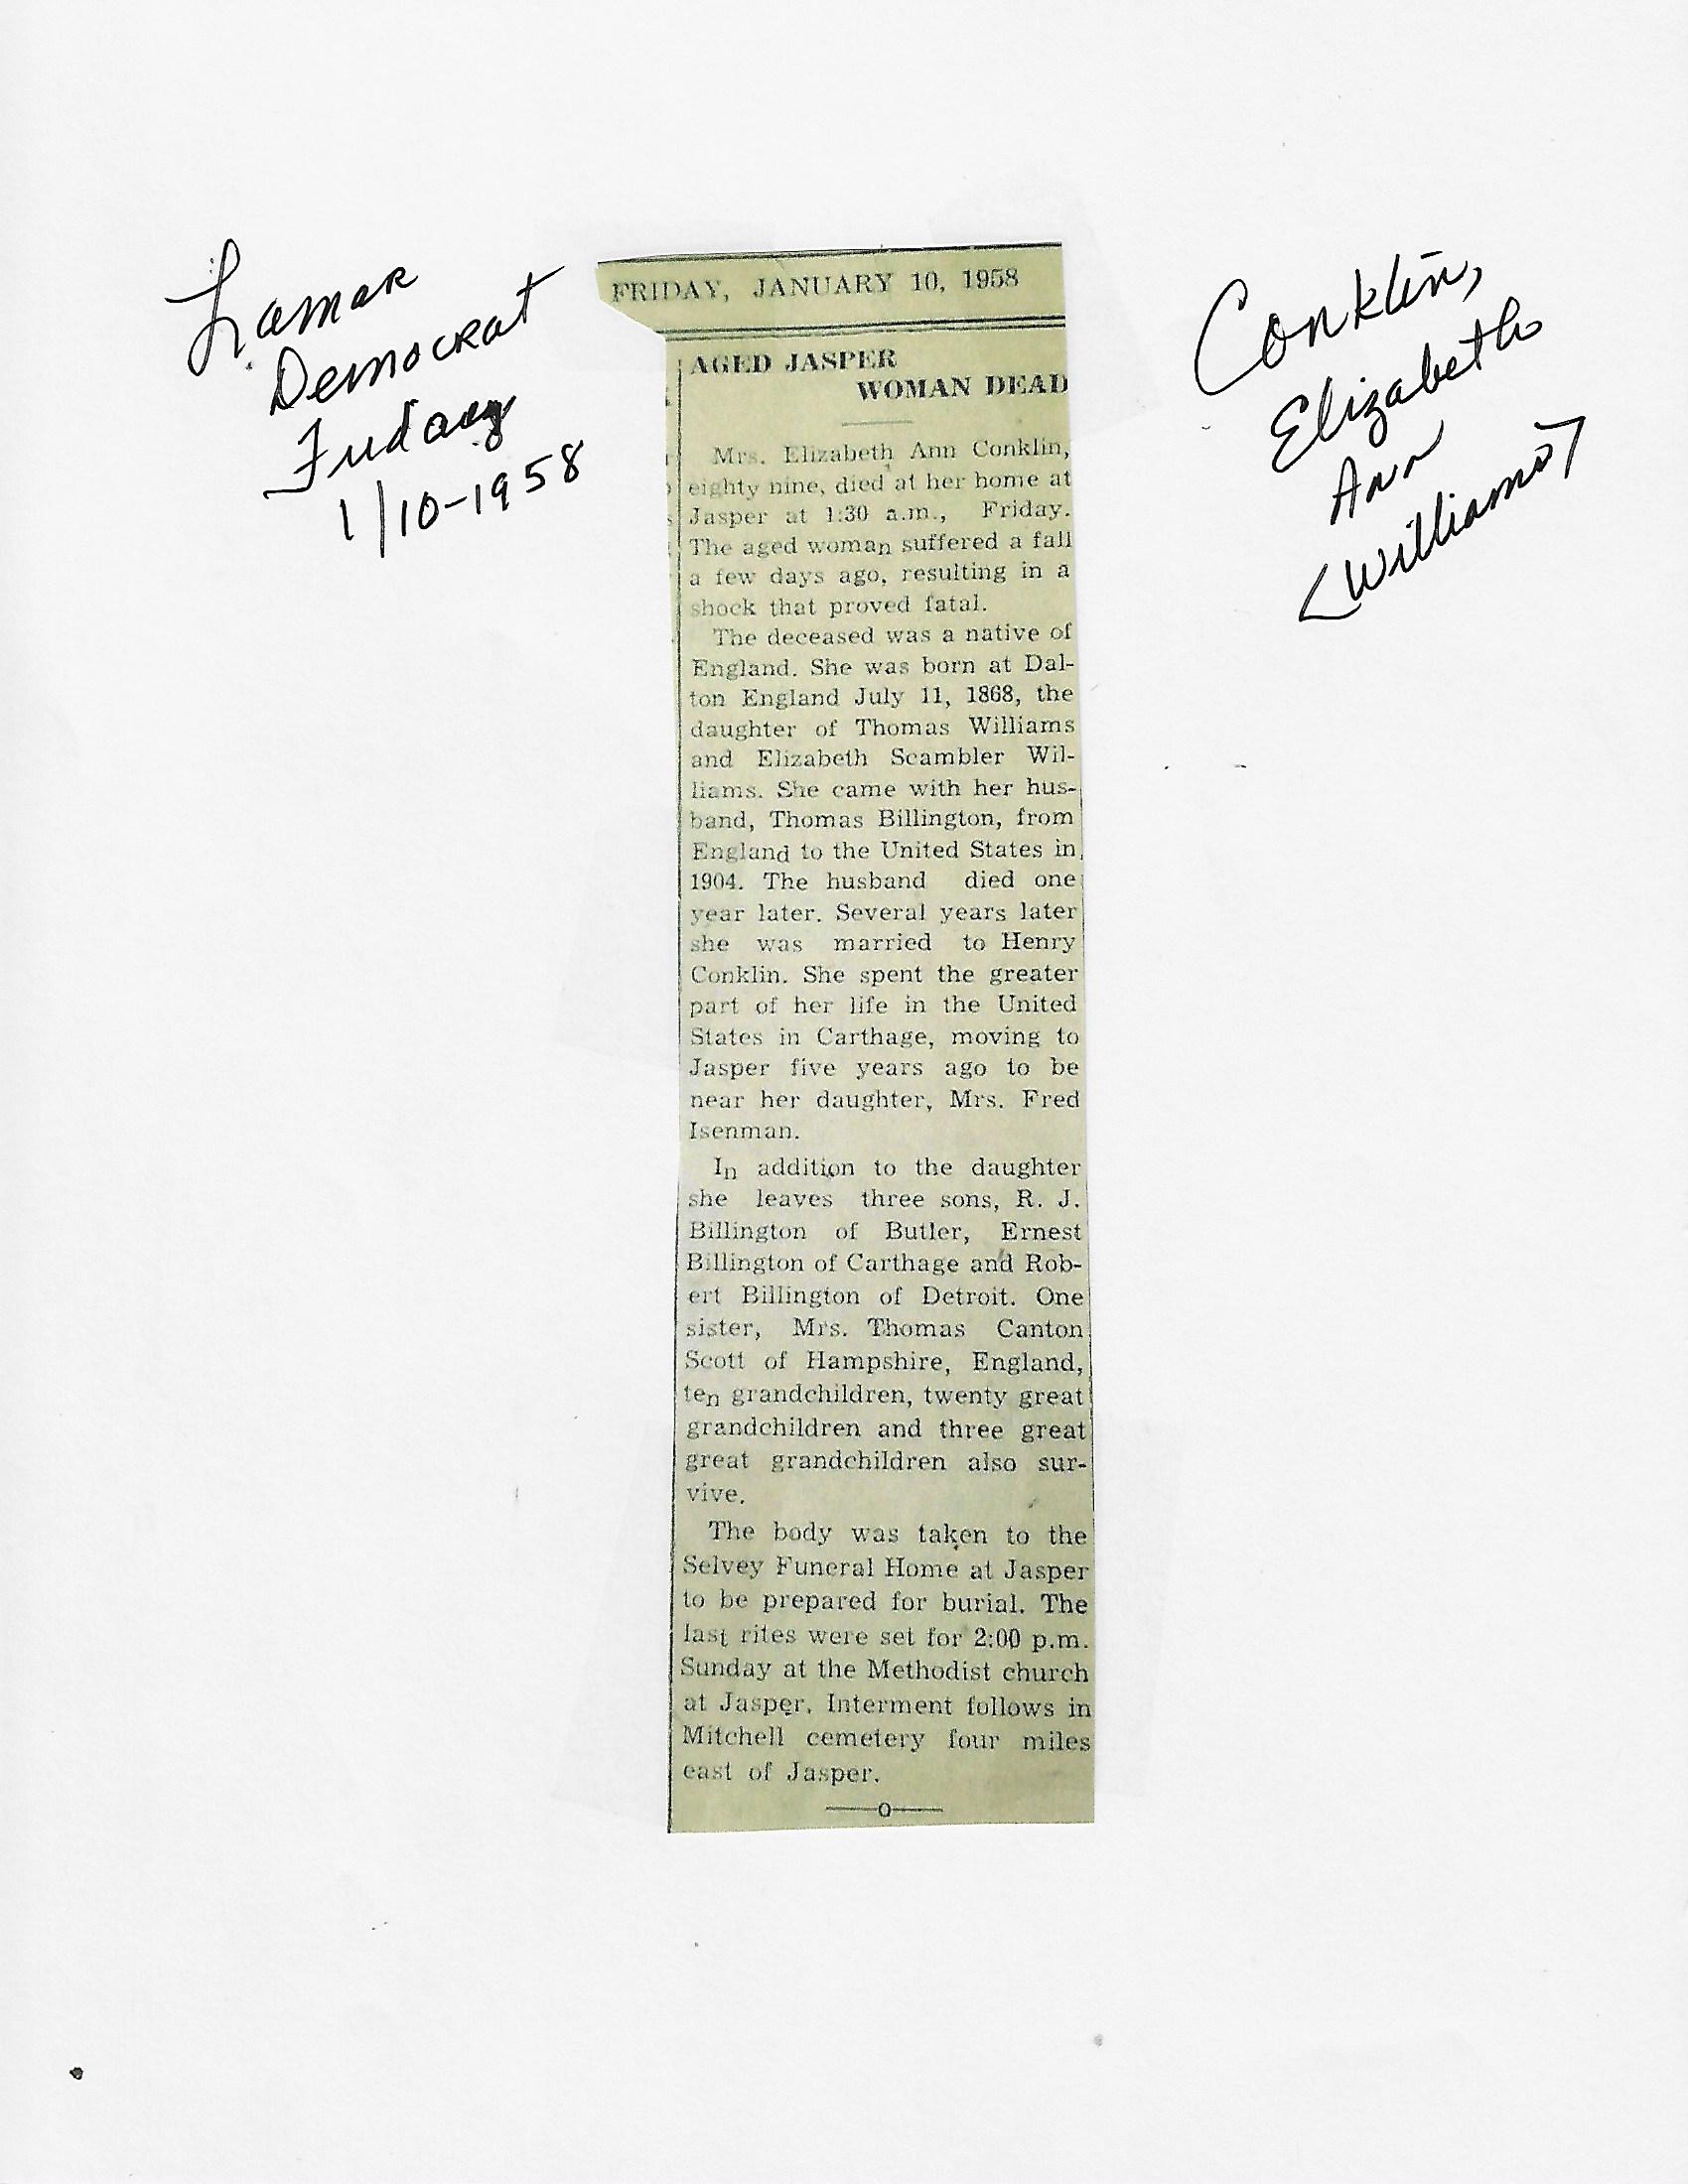 Lamar
Democrat
Friday
1/10-1958
Conklin,
Elizabeth
Ann
<Williams>
FRIDAY, JANUARY 10, 1958
AGED JASPER
WOMAN DEAD
Mrs. Elizabeth Ann Conklin,
eighty nine, died at her home at
Jasper at 1:30 a.m., Friday.
The aged woman suffered a fall
a few days ago, resulting in a
shock that proved fatal.
The deceased was a native of
England. She was born at Dal-
ton England July 11, 1868, the
daughter of Thomas Williams
and Elizabeth Scambler Wil-
liams. She came with her hus-
band, Thomas Billington, from
England to the United States in
1904. The husband died one
year later. Several years later
she was married to Henry
Conklin. She spent the greater
part of her life in the United
States in Carthage, moving to
Jasper five years ago to be
near her daughter, Mrs. Fred
Isenman.
In addition to the daughter
she leaves three sons, R. J.
Billington of Butler, Ernest
Billington of Carthage and Rob-
ert Billington of Detroit. One
sister, Mrs. Thomas Canton
Scott of Hampshire, England,
ten grandchildren, twenty great
grandchildren and three great
great grandchildren also sur-
vive.
The body was taken to the
Selvey Funeral Home at Jasper
to be prepared for burial. The
last rites were set for 2:00 p.m.
Sunday at the Methodist church
at Jasper. Interment follows in
Mitchell cemetery four miles
east of Jasper.
——o——